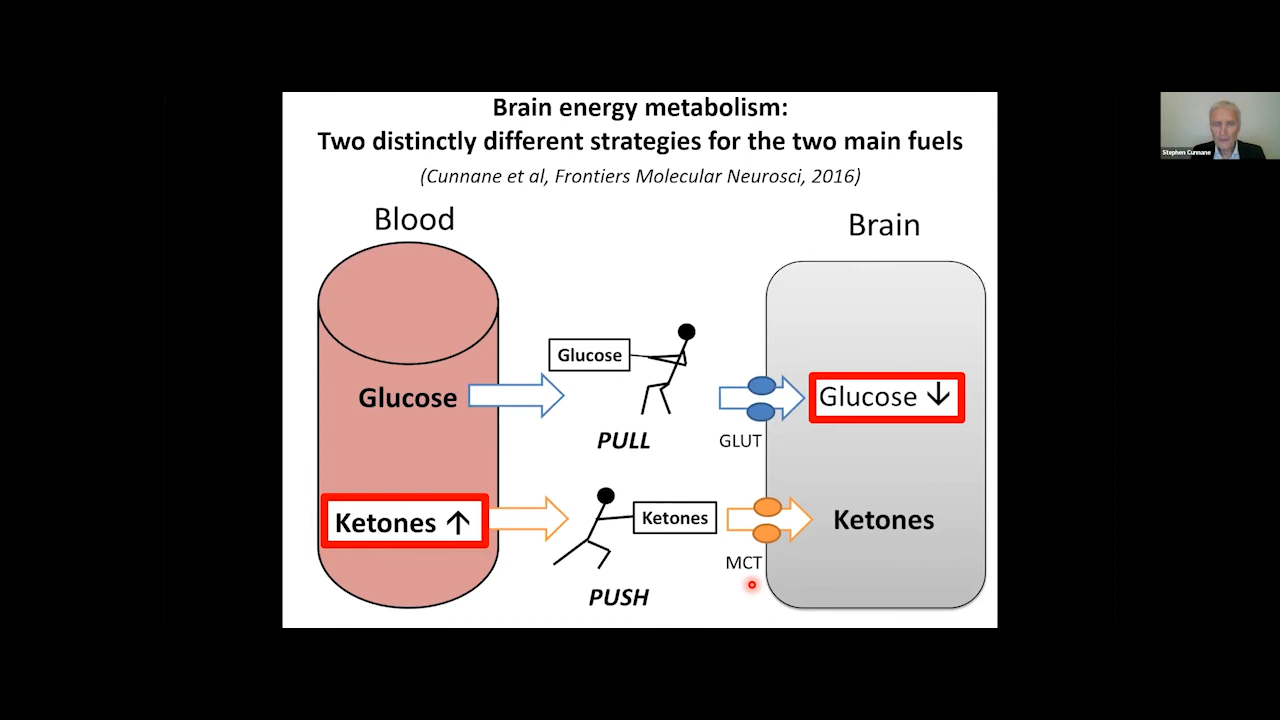 Brain energy metabolism:
Two distinctly different strategies for the two main fuels
(Cunnane et al, Frontiers Molecular Neurosci, 2016)
Blood
Brain
Stephen Cunnane
Glucose
Glucose
PULL
GLUT
Glucose ↓
Ketones ↑
Ketones
PUSH
MCT
Ketones